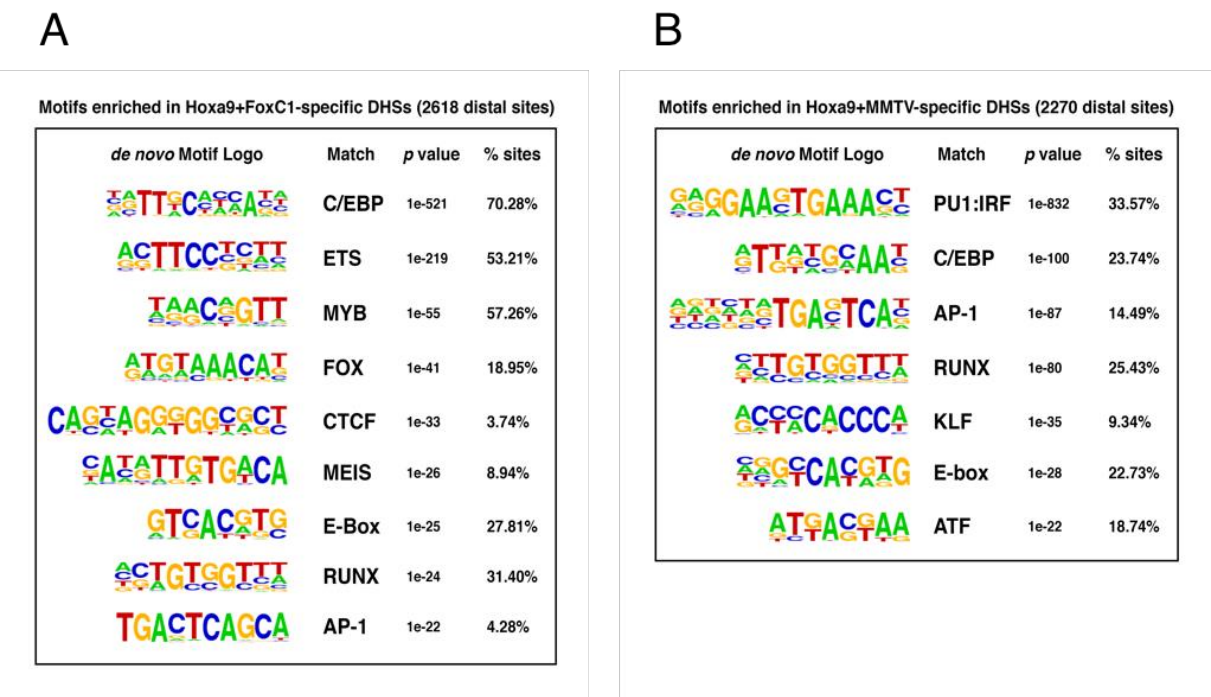 A
Motifs enriched in Hoxa9+FoxC1-specific DHSs (2618 distal sites)
de novo Motif Logo Match p value % sites
C/EBP 1e-521 70.28%
ETS 1e-219 53.21%
MYB 1e-55 57.26%
FOX 1e-41 18.95%
CTCF 1e-33 3.74%
MEIS 1e-26 8.94%
E-Box 1e-25 27.81%
RUNX 1e-24 31.40%
AP-1 1e-22 4.28%
B
Motifs enriched in Hoxa9+MMTV-specific DHSs (2270 distal sites)
de novo Motif Logo Match p value % sites
PU1:IRF 1e-832 33.57%
C/EBP 1e-100 23.74%
AP-1 1e-87 14.49%
RUNX 1e-80 25.43%
KLF 1e-35 9.34%
E-box 1e-28 22.73%
ATF 1e-22 18.74%